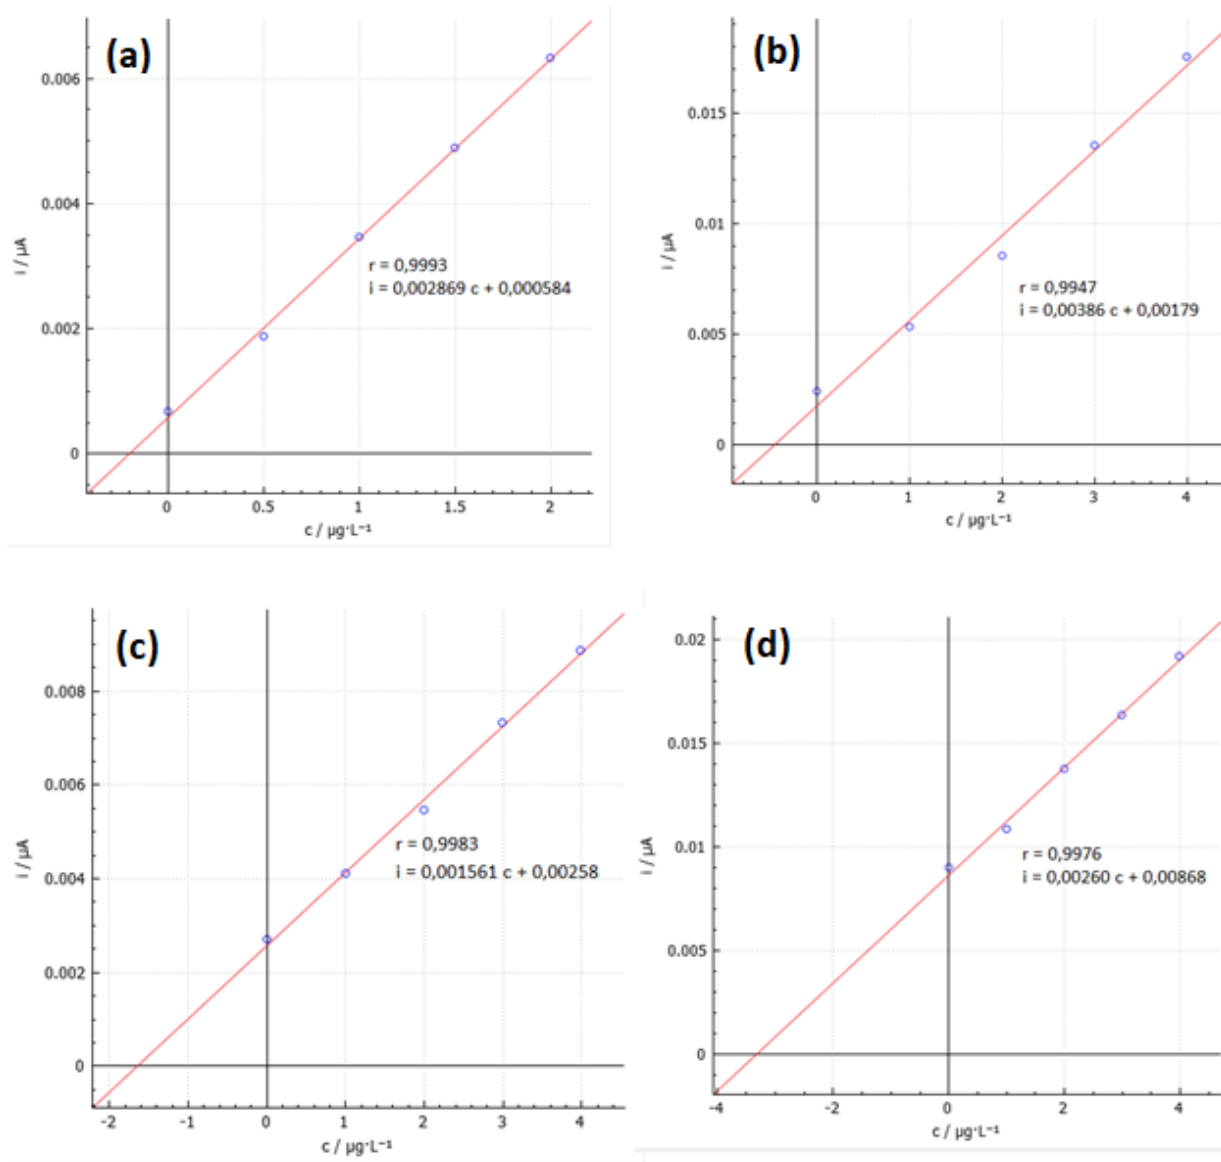 (a)
0.006
0.004
0.002
0
i / µA
r = 0,9993
i = 0,002869 c + 0,000584
0 0.5 1 1.5 2
c / µg·L⁻¹
(b)
0.015
0.01
0.005
0
i / µA
r = 0,9947
i = 0,00386 c + 0,00179
0 1 2 3 4
c / µg·L⁻¹
(c)
0.008
0.006
0.004
0.002
0
i / µA
r = 0,9983
i = 0,001561 c + 0,00258
-2 -1 0 1 2 3 4
c / µg·L⁻¹
(d)
0.02
0.015
0.01
0.005
0
i / µA
r = 0,9976
i = 0,00260 c + 0,00868
-4 -2 0 2 4
c / µg·L⁻¹